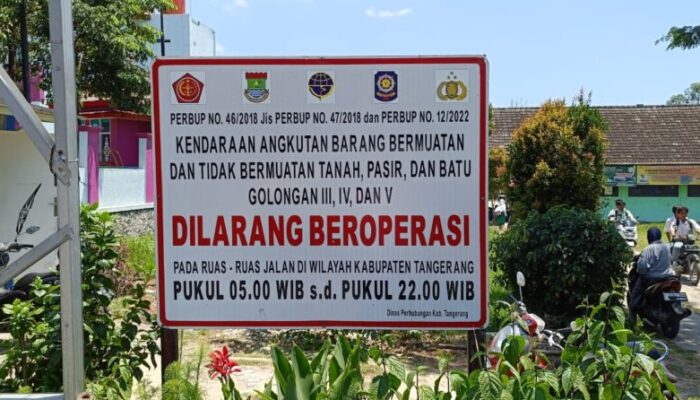 PERBUP NO. 46/2018 Jis PERBUP NO. 47/2018 dan PERBUP NO. 12/2022
KENDARAAN ANGKUTAN BARANG BERMUATAN
DAN TIDAK BERMUATAN TANAH, PASIR, DAN BATU
GOLONGAN III, IV, DAN V
DILARANG BEROPERASI
PADA RUAS - RUAS JALAN DI WILAYAH KABUPATEN TANGERANG
PUKUL 05.00 WIB s.d. PUKUL 22.00 WIB
Dinas Perhubungan Kab. Tangerang